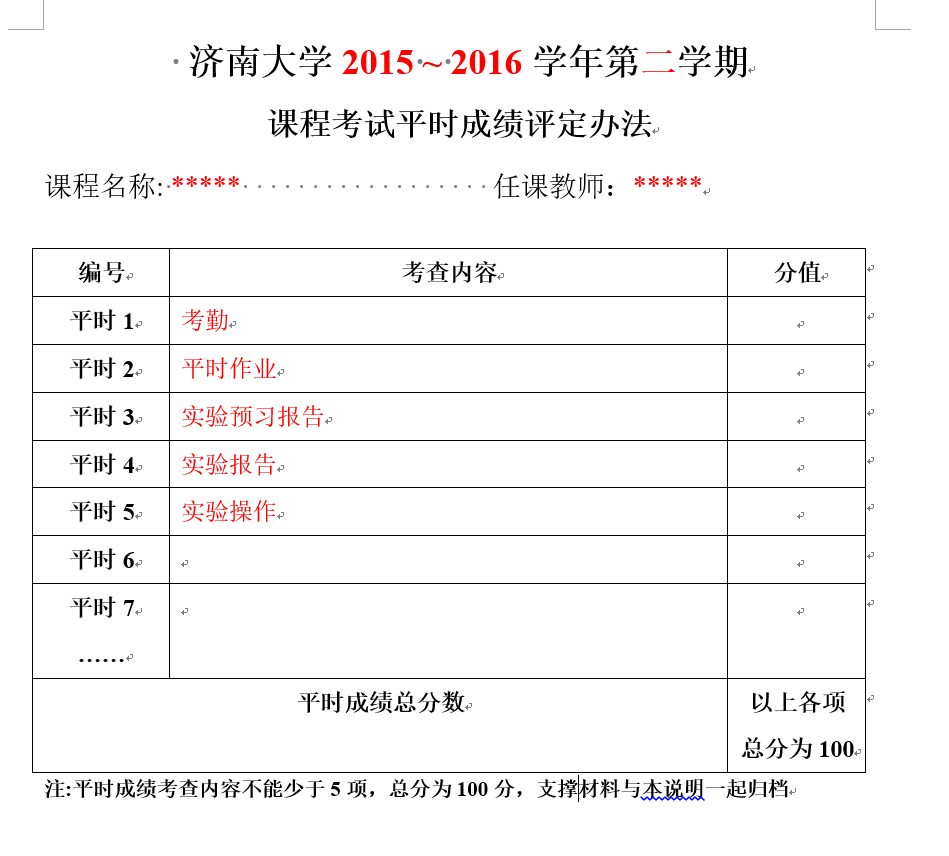 济南大学 2015~2016 学年第二学期
课程考试平时成绩评定办法
课程名称: ***** 任课教师：*****
编号 考查内容 分值
平时 1 考勤
平时 2 平时作业
平时 3 实验预习报告
平时 4 实验报告
平时 5 实验操作
平时 6
平时 7
……
平时成绩总分数 以上各项
总分为 100
注:平时成绩考查内容不能少于 5 项，总分为 100 分，支撑材料与本说明一起归档